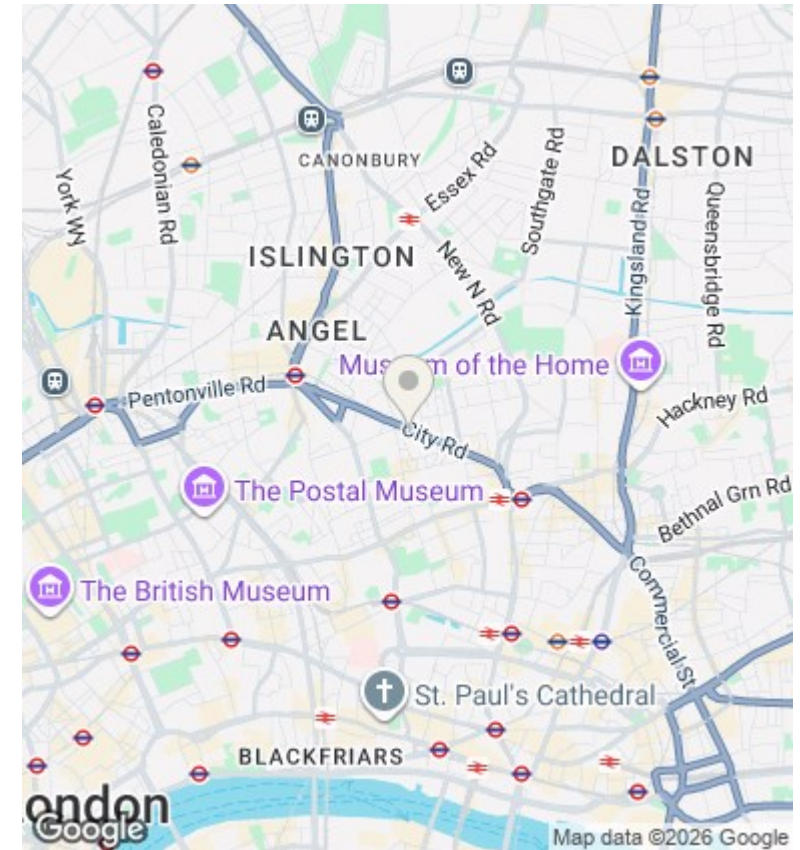 CANONBURY
DALSTON
Caledonian Rd
York WN
Essex Rd
Southgate Rd
Queensbridge Rd
ISLINGTON
New N Rd
Kingsland Rd
ANGEL
Museum of the Home
Pentonville Rd
Hackney Rd
City Rd
The Postal Museum
Bethnal Grn Rd
The British Museum
Commercial St
St. Paul's Cathedral
BLACKFRIARS
ondon
Google
Map data ©2026 Google